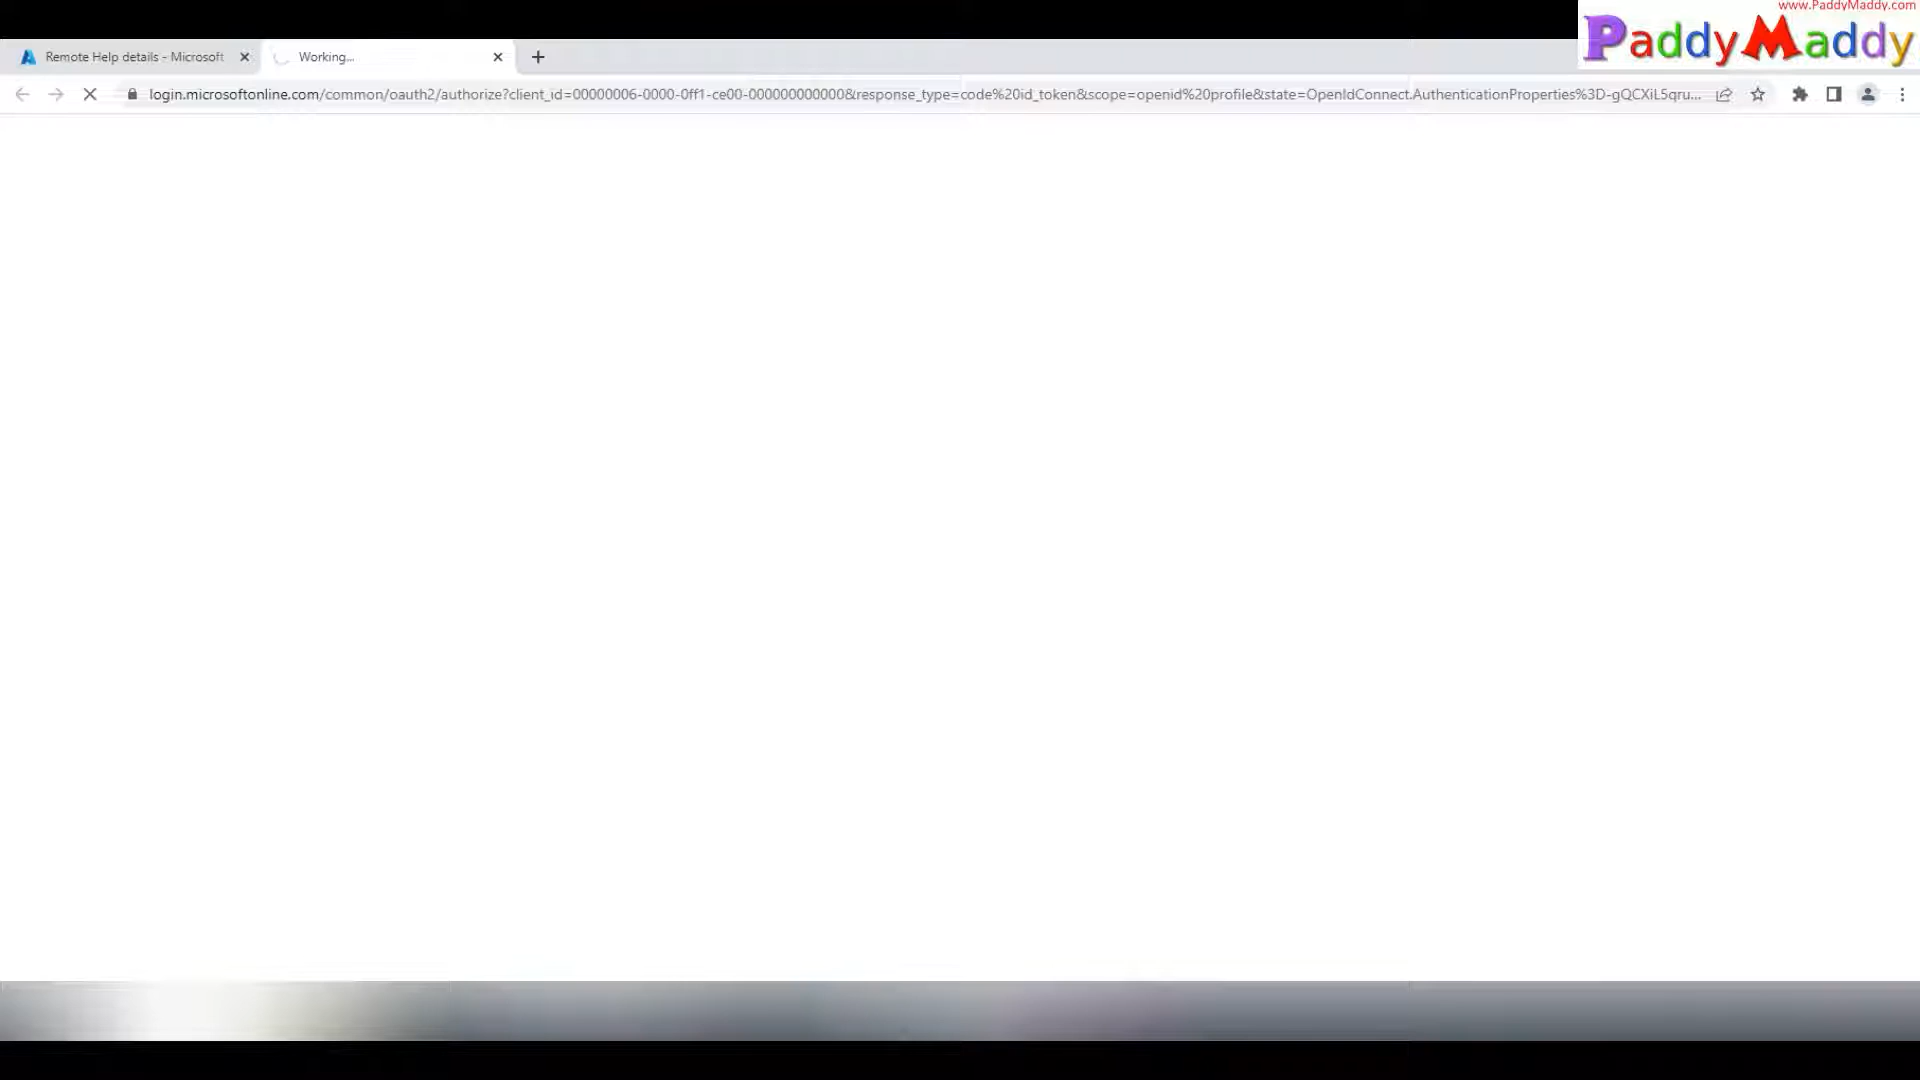 www.PaddyMaddy.com
PaddyMaddy
Remote Help details - Microsoft
Working...
login.microsoftonline.com/common/oauth2/authorize?client_id=00000006-0000-0ff1-ce00-000000000000&response_type=code%20id_token&scope=openid%20profile&state=OpenIdConnect.AuthenticationProperties%3D-gQCXiL5qru...